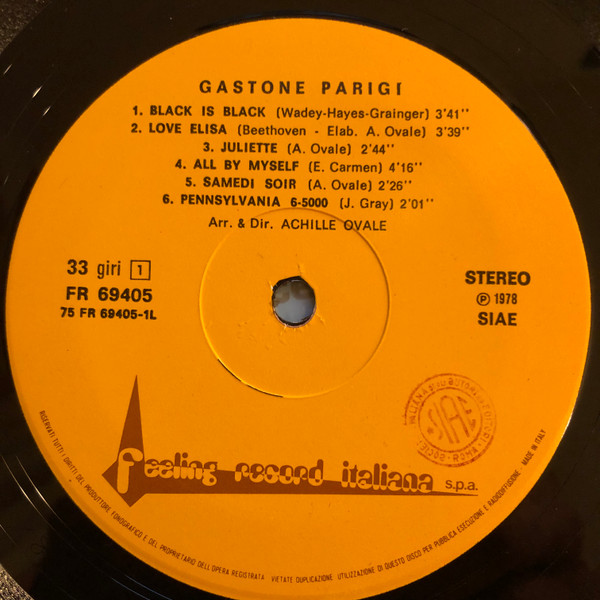 GASTONE PARIGI
1. BLACK IS BLACK (Wadey-Hayes-Grainger) 3'41''
2. LOVE ELISA (Beethoven - Elab. A. Ovale) 3'39''
3. JULIETTE (A. Ovale) 2'44''
4. ALL BY MYSELF (E. Carmen) 4'16''
5. SAMEDI SOIR (A. Ovale) 2'26''
6. PENNSYLVANIA 6-5000 (J. Gray) 2'01''
Arr. & Dir. ACHILLE OVALE
33 giri 1
FR 69405
75 FR 69405-1L
STEREO
℗ 1978
SIAE
SIAE
ROMA
feeling record italiana s.p.a.
RISERVATI TUTTI I DIRITTI DEL PRODUTTORE FONOGRAFICO E DEL PROPRIETARIO DELL'OPERA REGISTRATA VIETATE DUPLICAZIONE UTILIZZAZIONE DI QUESTO DISCO PER PUBBLICA ESECUZIONE E RADIODIFFUSIONE - MADE IN ITALY